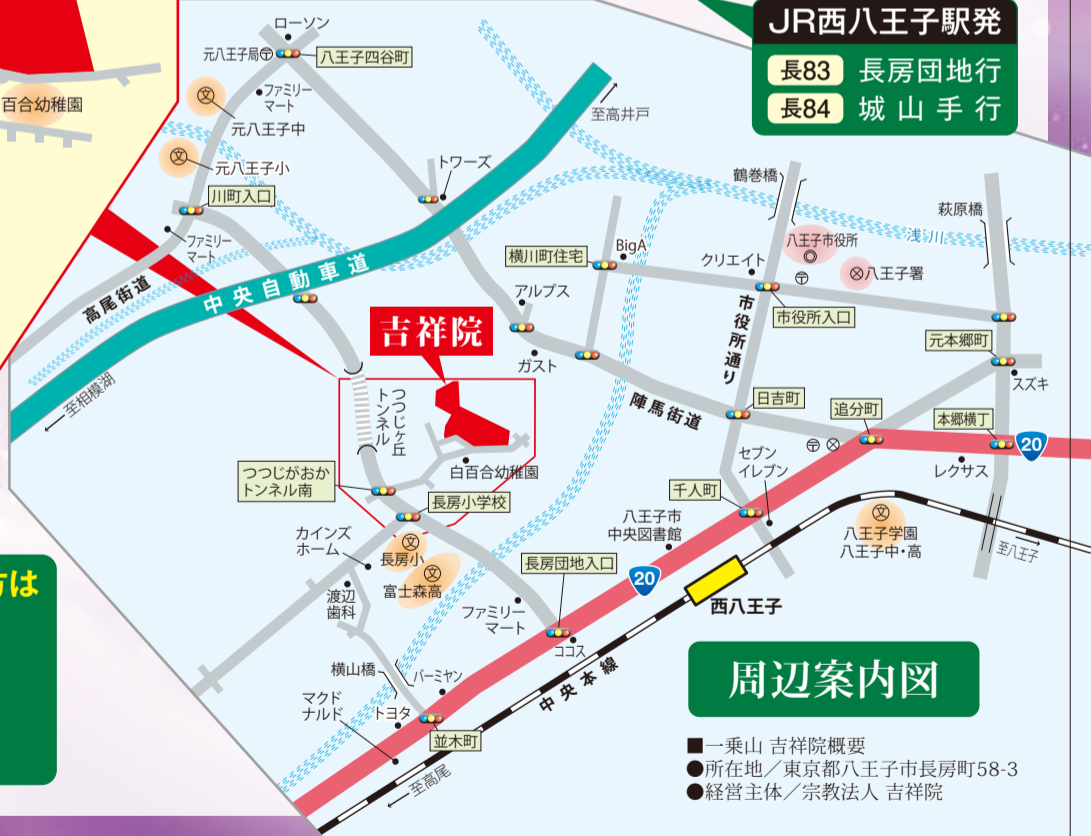 JR西八王子駅発
長83 長房団地行
長84 城山手行
百合幼稚園
ローソン
元八王子局
八王子四谷町
ファミリー
マート
文
元八王子中
文
元八王子小
川町入口
ファミリー
マート
高尾街道
中央自動車道
至高井戸
至相模湖
トワーズ
鶴巻橋
萩原橋
浅川
八王子市役所
八王子署
BigA
横川町住宅
クリエイト
市役所入口
市役所通り
アルプス
ガスト
陣馬街道
元本郷町
スズキ
日吉町
追分町
本郷横丁
20
レクサス
吉祥院
つつじヶ丘
トンネル
白百合幼稚園
つつじがおか
トンネル南
長房小学校
セブン
イレブン
千人町
八王子市
中央図書館
文
八王子学園
八王子中・高
至八王子
カインズ
ホーム
文
長房小
文
富士森高
渡辺
歯科
長房団地入口
20
西八王子
ファミリー
マート
ココス
横山橋
バーミヤン
マクド
ナルド
トヨタ
並木町
中央本線
至高尾
方は
周辺案内図
■一乗山 吉祥院概要
●所在地／東京都八王子市長房町58-3
●経営主体／宗教法人 吉祥院